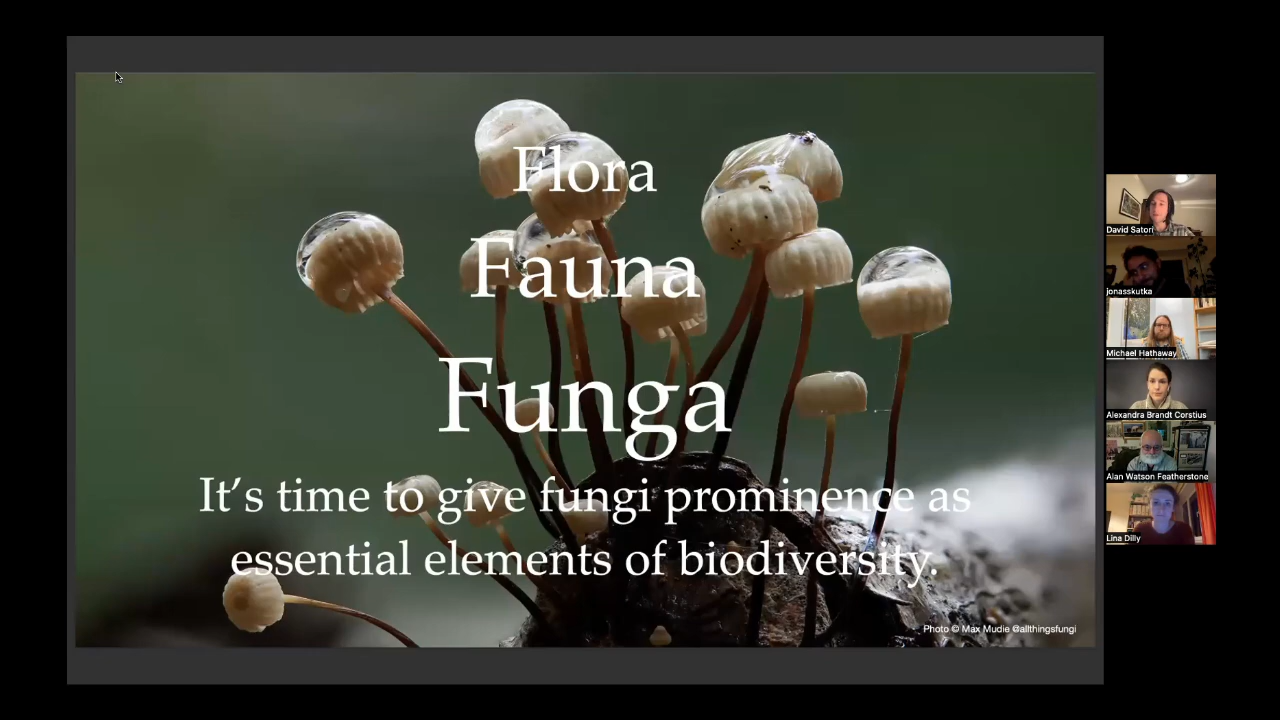 Flora
Fauna
Funga
It’s time to give fungi prominence as
essential elements of biodiversity.
Photo © Max Mudie @allthingsfungi
David Satori
jonasskutka
Michael Hathaway
Alexandra Brandt Corstius
Alan Watson Featherstone
Lina Dilly